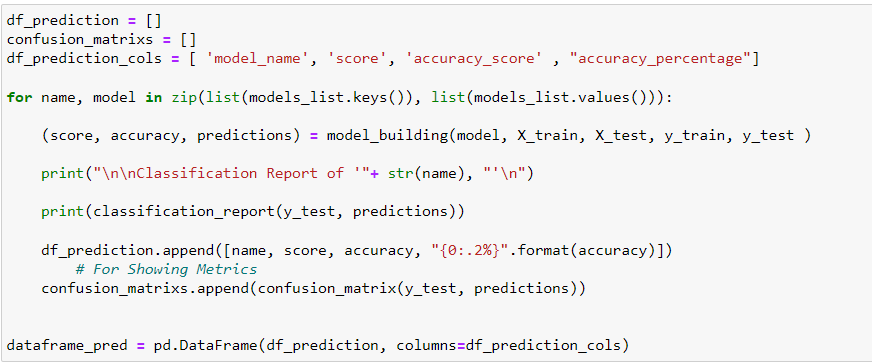 df_prediction = []
confusion_matrixs = []
df_prediction_cols = [ 'model_name', 'score', 'accuracy_score' , "accuracy_percentage"]
for name, model in zip(list(models_list.keys()), list(models_list.values())):
(score, accuracy, predictions) = model_building(model, X_train, X_test, y_train, y_test )
print("\n\nClassification Report of '"+ str(name), "'\n")
print(classification_report(y_test, predictions))
df_prediction.append([name, score, accuracy, "{0:.2%}".format(accuracy)])
# For Showing Metrics
confusion_matrixs.append(confusion_matrix(y_test, predictions))
dataframe_pred = pd.DataFrame(df_prediction, columns=df_prediction_cols)